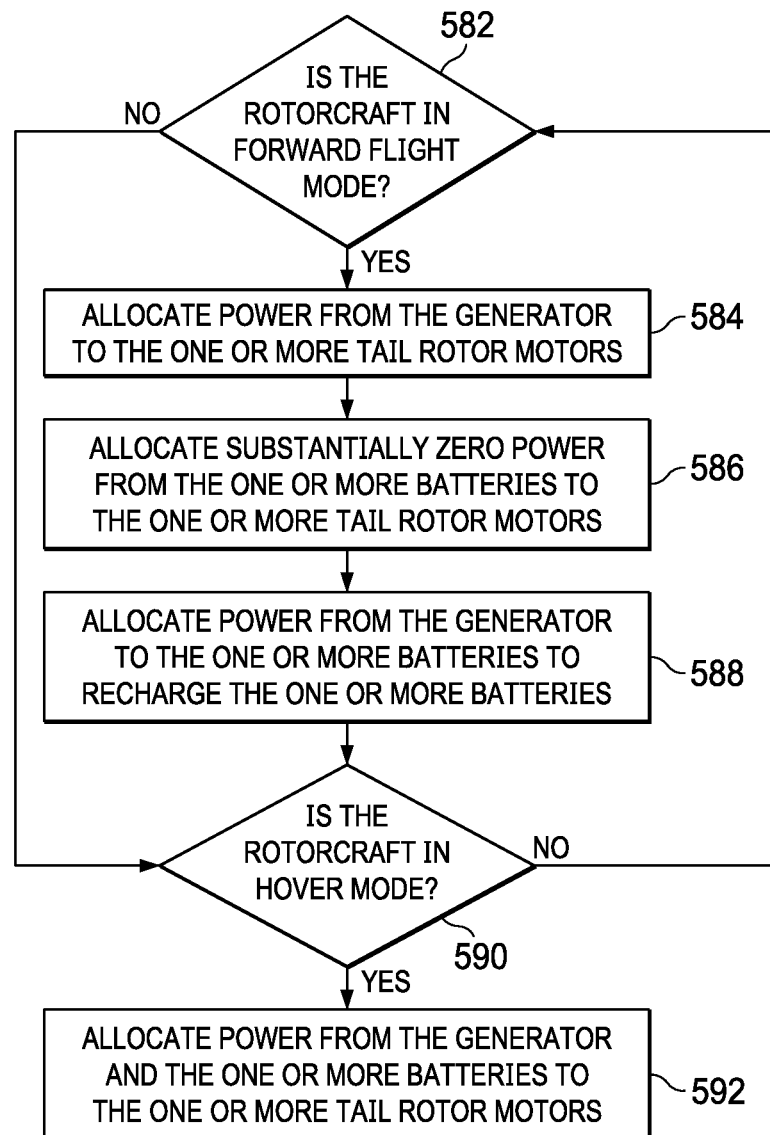 582
IS THE
ROTORCRAFT IN
FORWARD FLIGHT
MODE?
NO
YES
ALLOCATE POWER FROM THE GENERATOR
TO THE ONE OR MORE TAIL ROTOR MOTORS
584
ALLOCATE SUBSTANTIALLY ZERO POWER
FROM THE ONE OR MORE BATTERIES TO
THE ONE OR MORE TAIL ROTOR MOTORS
586
ALLOCATE POWER FROM THE GENERATOR
TO THE ONE OR MORE BATTERIES TO
RECHARGE THE ONE OR MORE BATTERIES
588
IS THE
ROTORCRAFT IN
HOVER MODE?
NO
590
YES
ALLOCATE POWER FROM THE GENERATOR
AND THE ONE OR MORE BATTERIES TO
THE ONE OR MORE TAIL ROTOR MOTORS
592